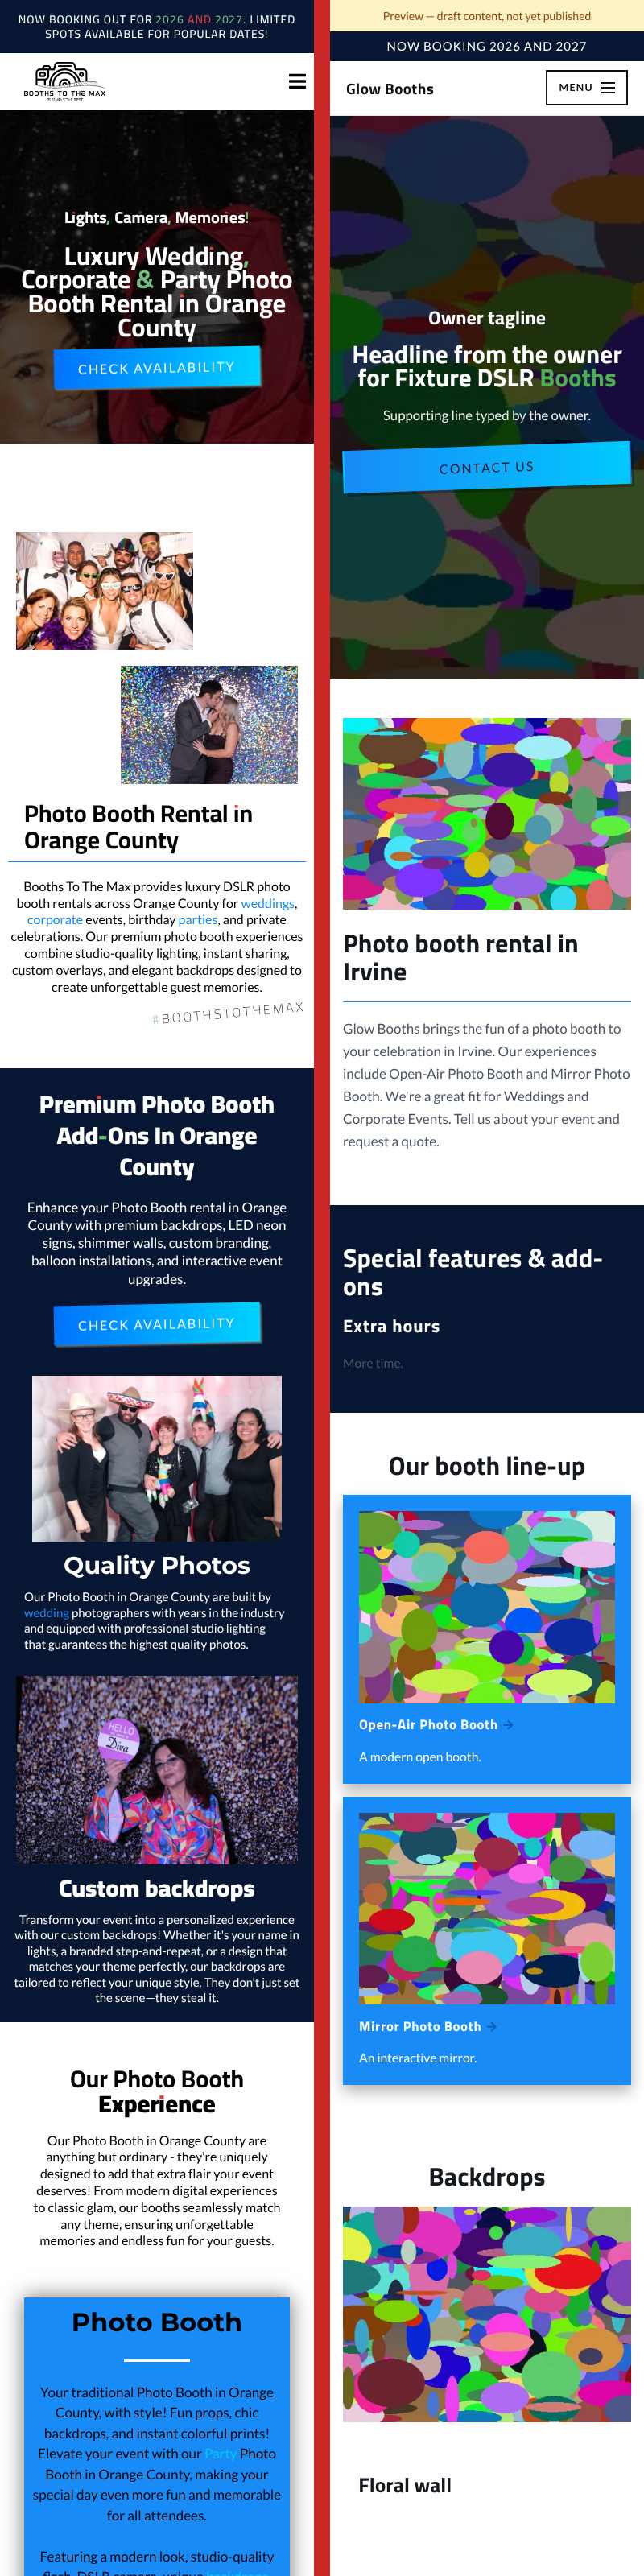 NOW BOOKING OUT FOR 2026 AND 2027. LIMITED
SPOTS AVAILABLE FOR POPULAR DATES!
BOOTHS TO THE MAX
Lights, Camera, Memories!
Luxury Wedding,
Corporate & Party Photo
Booth Rental in Orange
County
CHECK AVAILABILITY
Photo Booth Rental in
Orange County
Booths To The Max provides luxury DSLR photo
booth rentals across Orange County for weddings,
corporate events, birthday parties, and private
celebrations. Our premium photo booth experiences
combine studio-quality lighting, instant sharing,
custom overlays, and elegant backdrops designed to
create unforgettable guest memories.
#BOOTHSTOTHEMAX
Premium Photo Booth
Add-Ons In Orange
County
Enhance your Photo Booth rental in Orange
County with premium backdrops, LED neon
signs, shimmer walls, custom branding,
balloon installations, and interactive event
upgrades.
CHECK AVAILABILITY
Quality Photos
Our Photo Booth in Orange County are built by
wedding photographers with years in the industry
and equipped with professional studio lighting
that guarantees the highest quality photos.
HELLO
Diva
Custom backdrops
Transform your event into a personalized experience
with our custom backdrops! Whether it's your name in
lights, a branded step-and-repeat, or a design that
matches your theme perfectly, our backdrops are
tailored to reflect your unique style. They don't just set
the scene—they steal it.
Our Photo Booth
Experience
Our Photo Booth in Orange County are
anything but ordinary - they're uniquely
designed to add that extra flair your event
deserves! From modern digital experiences
to classic glam, our booths seamlessly match
any theme, ensuring unforgettable
memories and endless fun for your guests.
Photo Booth
Your traditional Photo Booth in Orange
County, with style! Fun props, chic
backdrops, and instant colorful prints!
Elevate your event with our Party Photo
Booth in Orange County, making your
special day even more fun and memorable
for all attendees.
Featuring a modern look, studio-quality
Preview — draft content, not yet published
NOW BOOKING 2026 AND 2027
Glow Booths
MENU
Owner tagline
Headline from the owner
for Fixture DSLR Booths
Supporting line typed by the owner.
CONTACT US
Photo booth rental in
Irvine
Glow Booths brings the fun of a photo booth to
your celebration in Irvine. Our experiences
include Open-Air Photo Booth and Mirror Photo
Booth. We're a great fit for Weddings and
Corporate Events. Tell us about your event and
request a quote.
Special features & add-
ons
Extra hours
More time.
Our booth line-up
Open-Air Photo Booth →
A modern open booth.
Mirror Photo Booth →
An interactive mirror.
Backdrops
Floral wall